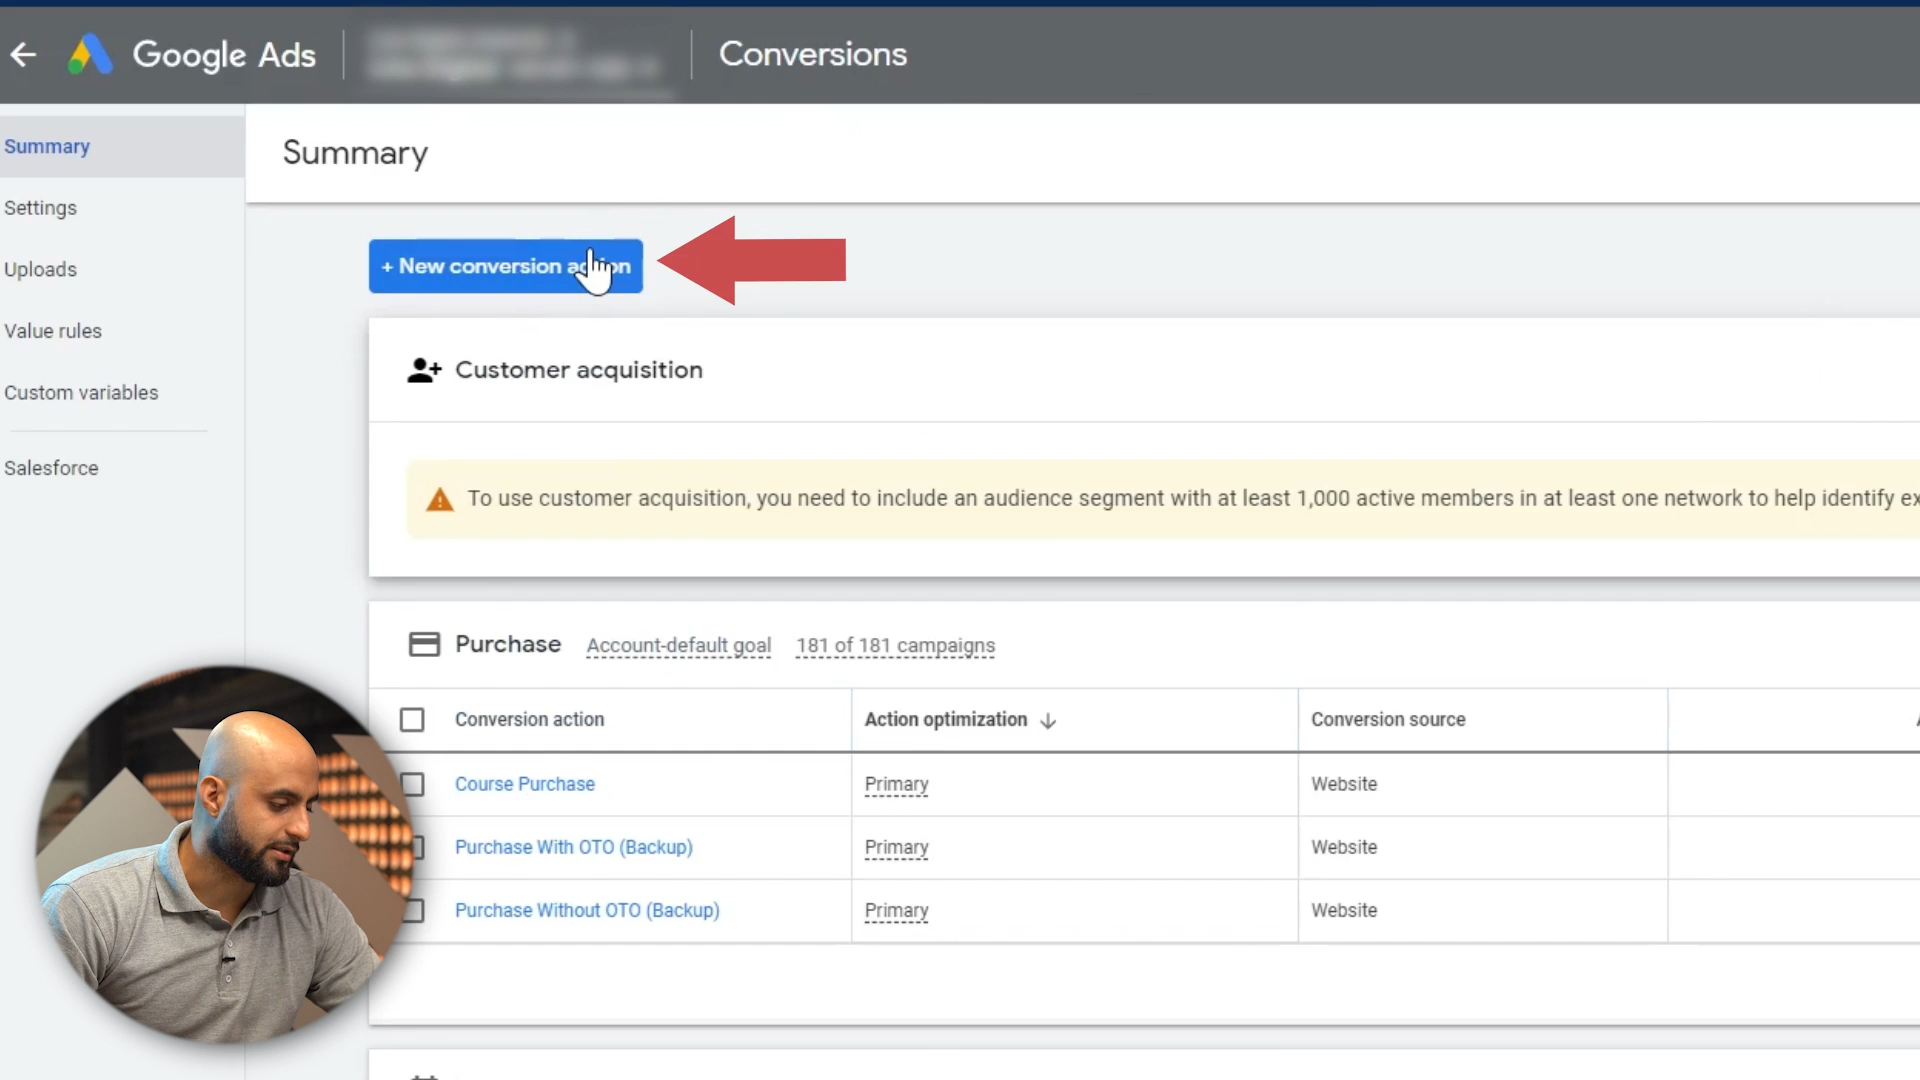 Google Ads
Conversions
Summary
Settings
Uploads
Value rules
Custom variables
Salesforce
Summary
+ New conversion action
Customer acquisition
To use customer acquisition, you need to include an audience segment with at least 1,000 active members in at least one network to help identify
Purchase Account-default goal 181 of 181 campaigns
Conversion action Action optimization Conversion source
Course Purchase Primary Website
Purchase With OTO (Backup) Primary Website
Purchase Without OTO (Backup) Primary Website